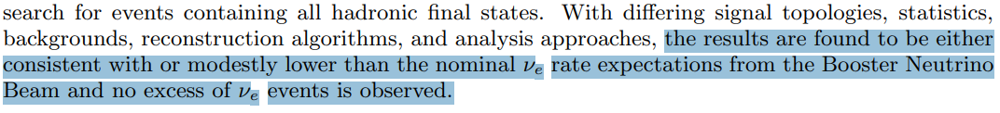 search for events containing all hadronic final states. With differing signal topologies, statistics,
backgrounds, reconstruction algorithms, and analysis approaches, the results are found to be either
consistent with or modestly lower than the nominal νe rate expectations from the Booster Neutrino
Beam and no excess of νe events is observed.